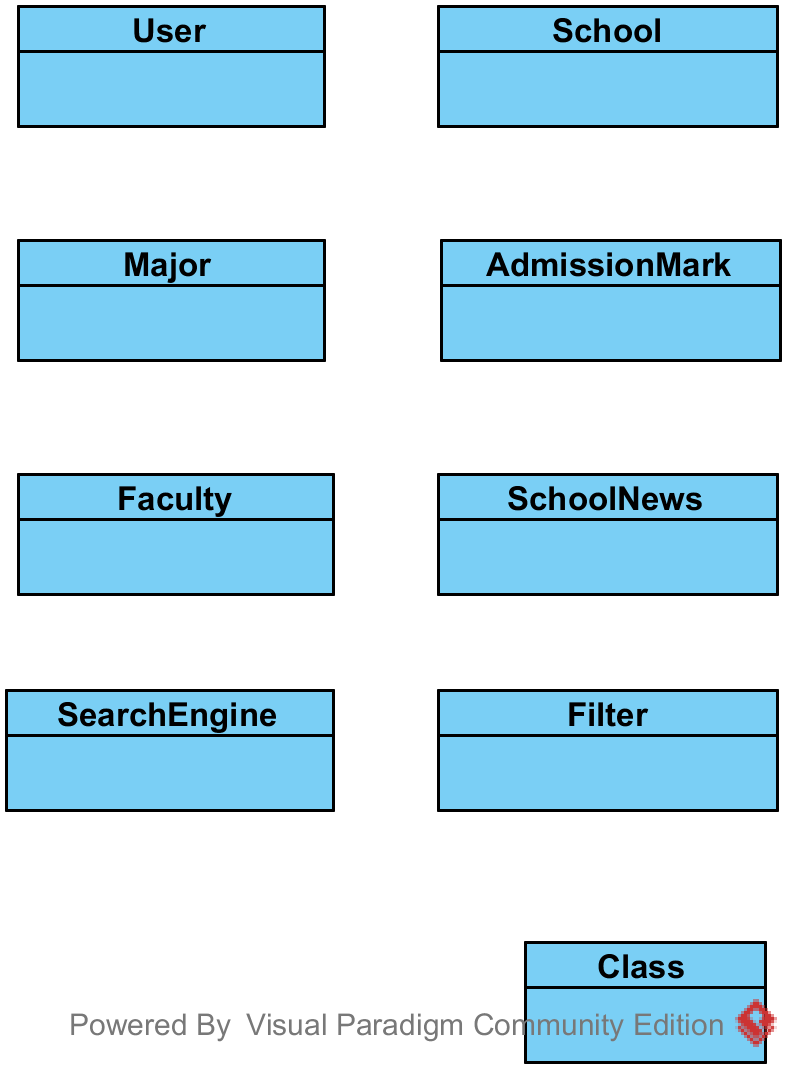 User
School
Major
AdmissionMark
Faculty
SchoolNews
SearchEngine
Filter
Class
Powered By Visual Paradigm Community Edition